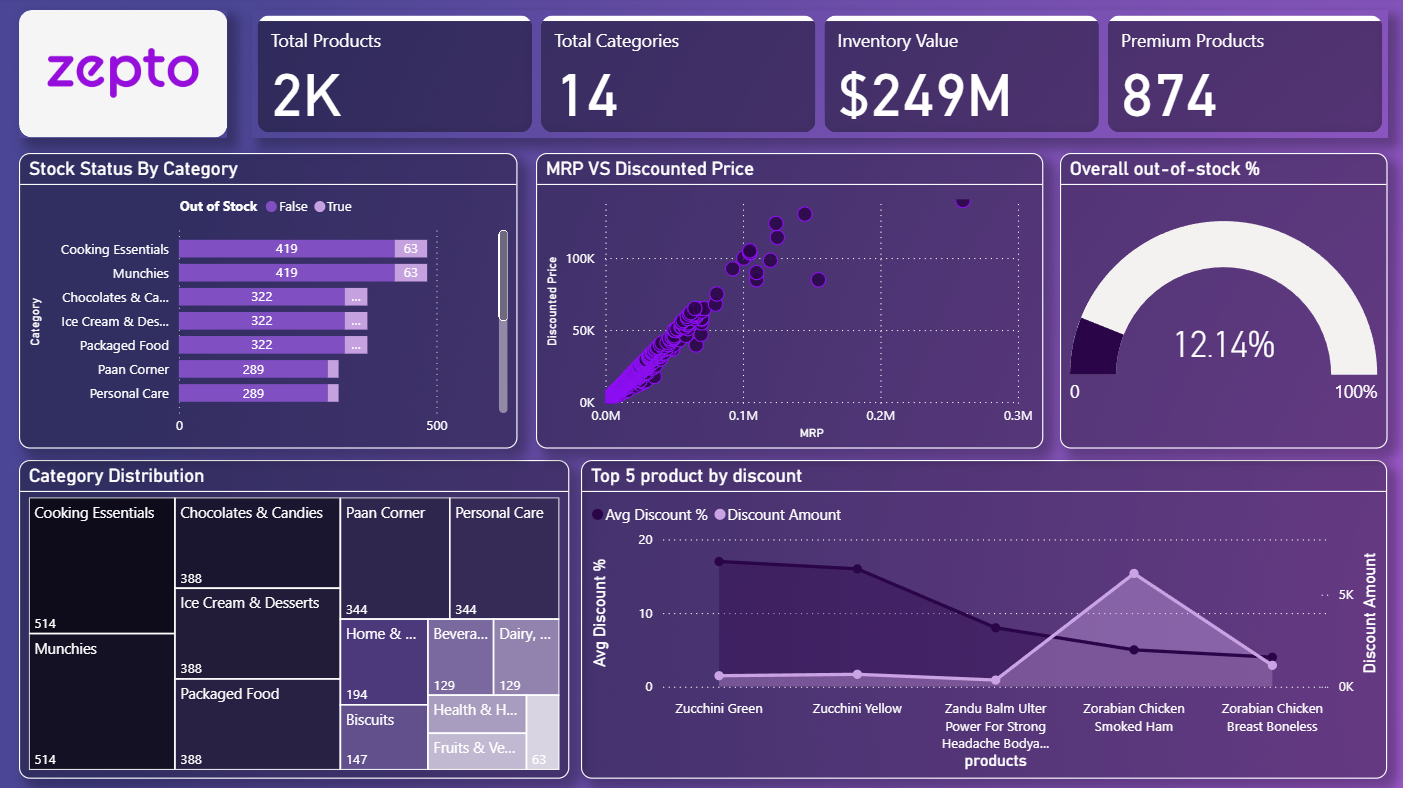 zepto
Total Products
2K
Total Categories
14
Inventory Value
$249M
Premium Products
874
Stock Status By Category
Out of Stock False True
Category
Cooking Essentials 419 63
Munchies 419 63
Chocolates & Ca... 322 ...
Ice Cream & Des... 322 ...
Packaged Food 322 ...
Paan Corner 289
Personal Care 289
0 500
MRP VS Discounted Price
Discounted Price
100K
50K
0K
0.0M 0.1M 0.2M 0.3M
MRP
Overall out-of-stock %
12.14%
0 100%
Category Distribution
Cooking Essentials
514
Munchies
514
Chocolates & Candies
388
Ice Cream & Desserts
388
Packaged Food
388
Paan Corner
344
Personal Care
344
Home & ...
194
Biscuits
147
Bevera...
129
Dairy, ...
129
Health & H...
Fruits & Ve...
63
Top 5 product by discount
Avg Discount % Discount Amount
Avg Discount %
20
10
0
Discount Amount
5K
0K
Zucchini Green
Zucchini Yellow
Zandu Balm Ulter
Power For Strong
Headache Bodya...
Zorabian Chicken
Smoked Ham
Zorabian Chicken
Breast Boneless
products